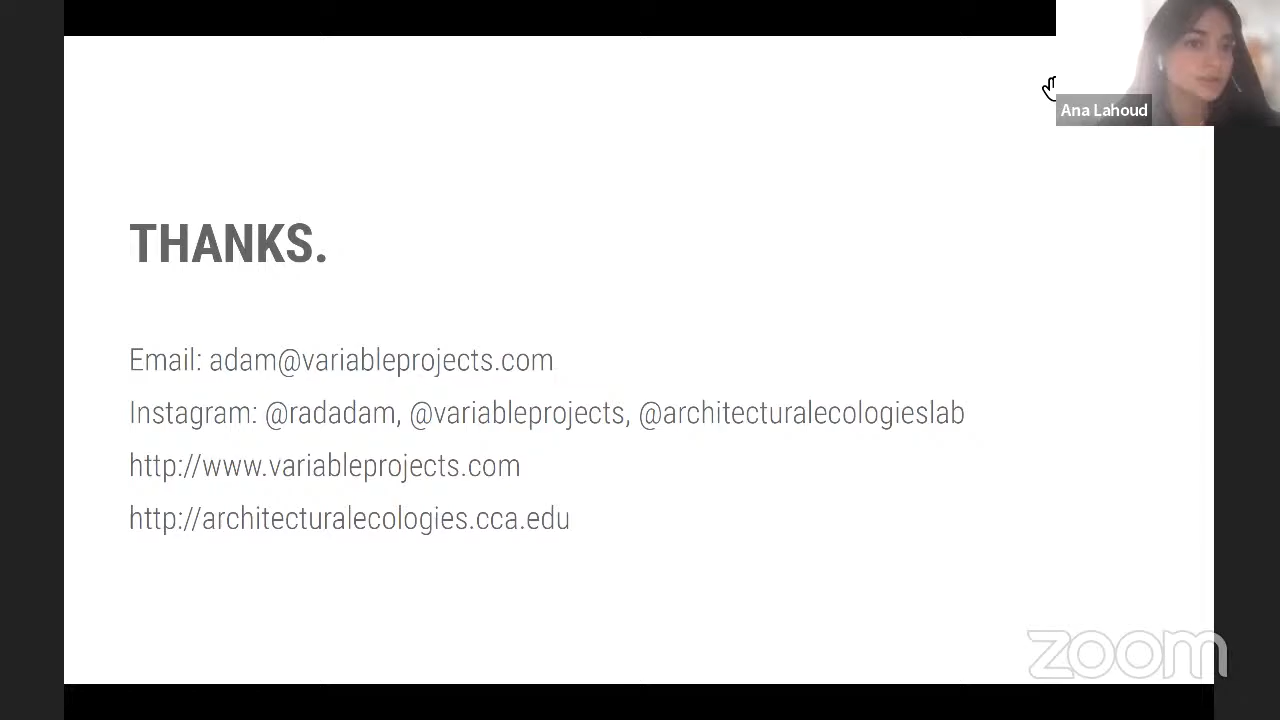 Ana Lahoud
THANKS.
Email: adam@variableprojects.com
Instagram: @radadam, @variableprojects, @architecturalecologieslab
http://www.variableprojects.com
http://architecturalecologies.cca.edu
zoom